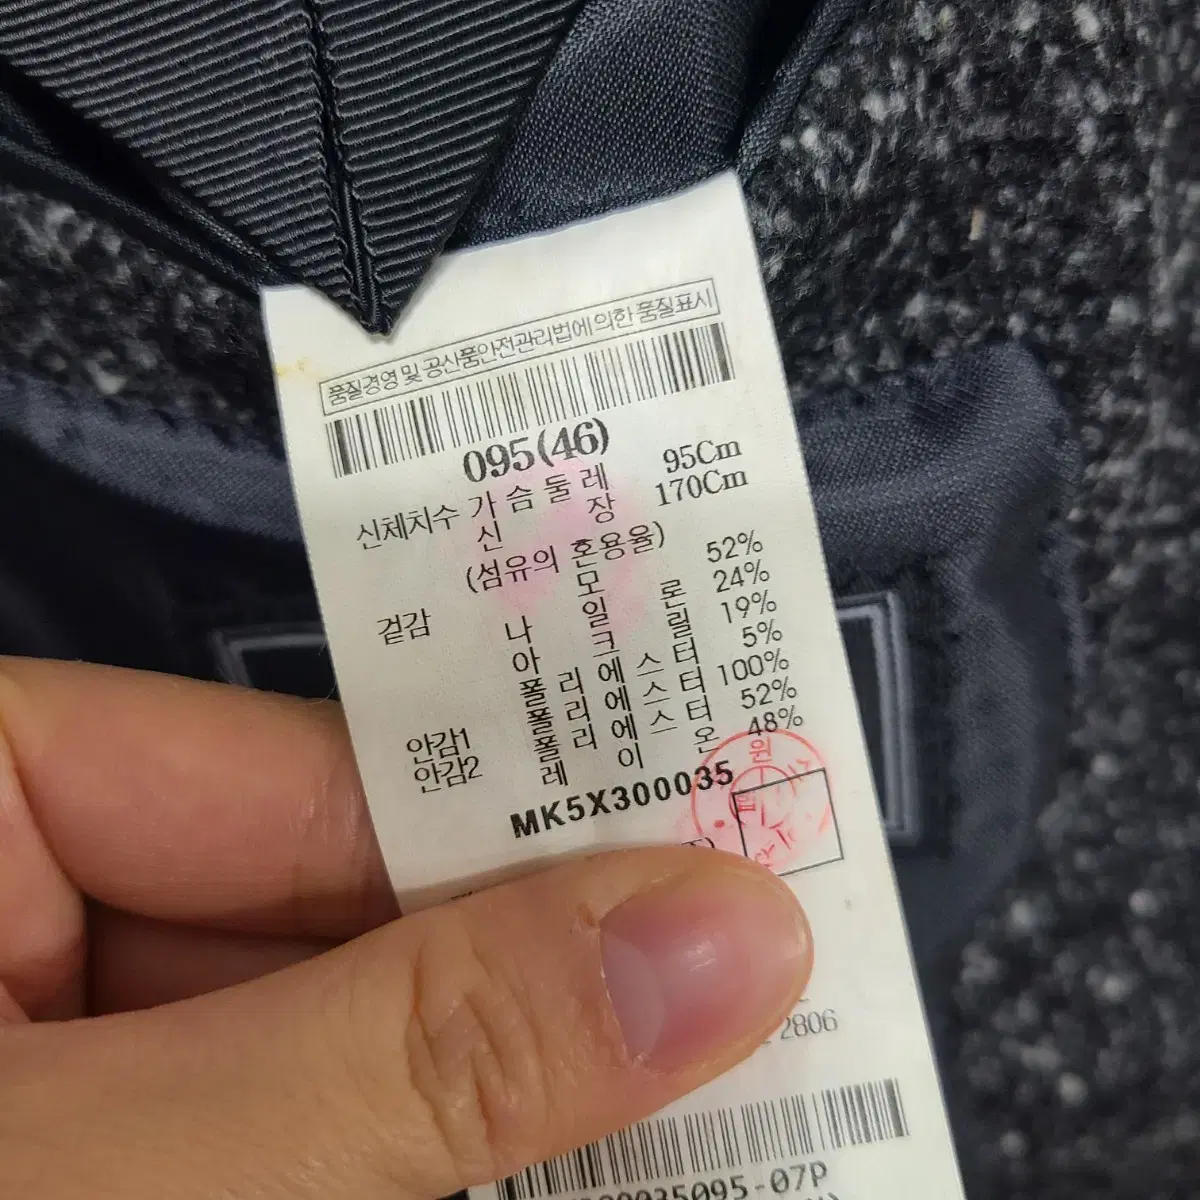 품질경영 및 공산품안전관리법에 의한 품질표시
095(46)
신체치수 가 슴 둘 레 95Cm
신 장 170Cm
(섬유의 혼용율)
겉감 모 52%
나 일 론 24%
아 크 릴 19%
폴 리 에 스 터 5%
안감1 폴 리 에 스 터 100%
안감2 폴 리 에 스 터 52%
레 이 온 48%
MK5X300035
원
2806
0035095-07P